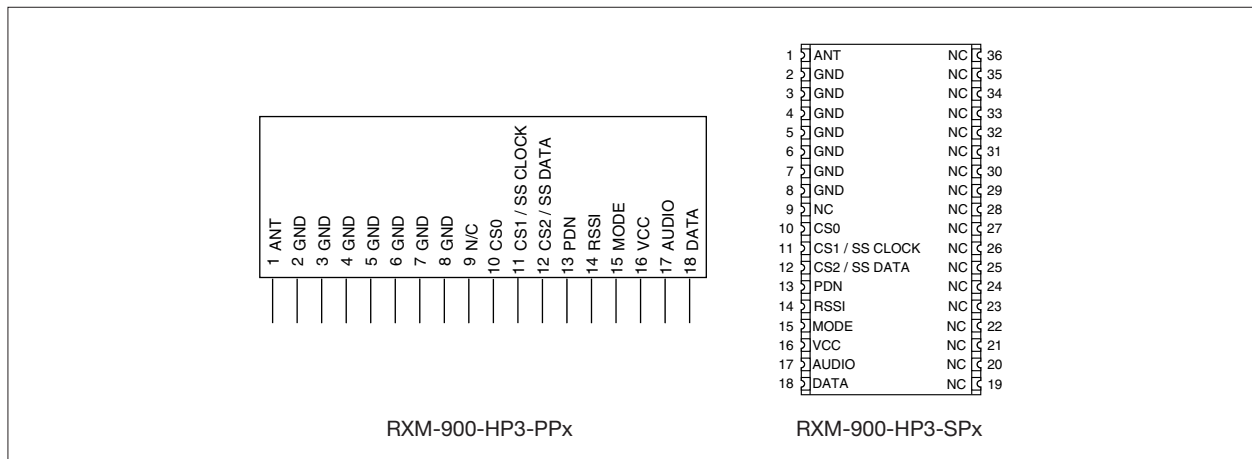 1 ANT
2 GND
3 GND
4 GND
5 GND
6 GND
7 GND
8 GND
9 N/C
10 CS0
11 CS1 / SS CLOCK
12 CS2 / SS DATA
13 PDN
14 RSSI
15 MODE
16 VCC
17 AUDIO
18 DATA
RXM-900-HP3-PPx
1 ANT NC 36
2 GND NC 35
3 GND NC 34
4 GND NC 33
5 GND NC 32
6 GND NC 31
7 GND NC 30
8 GND NC 29
9 NC NC 28
10 CS0 NC 27
11 CS1 / SS CLOCK NC 26
12 CS2 / SS DATA NC 25
13 PDN NC 24
14 RSSI NC 23
15 MODE NC 22
16 VCC NC 21
17 AUDIO NC 20
18 DATA NC 19
RXM-900-HP3-SPx